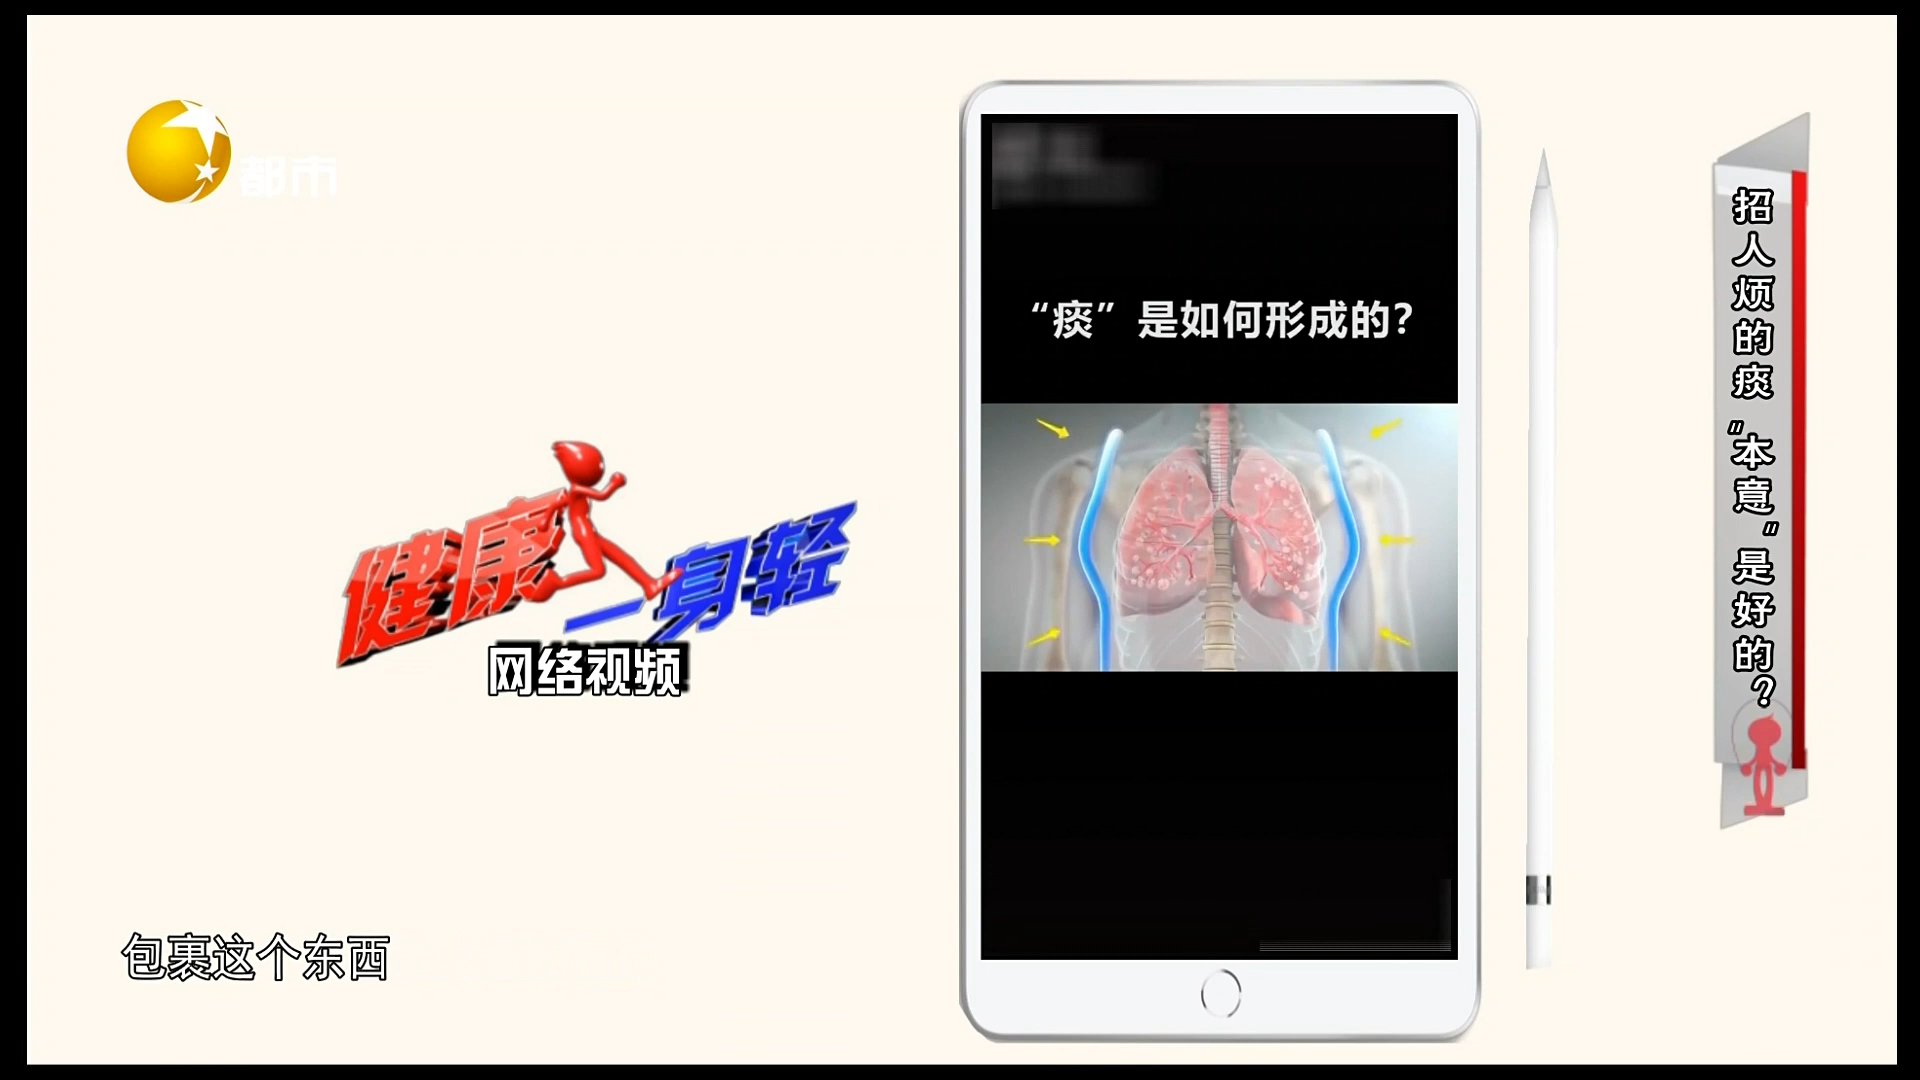 都市
“痰”是如何形成的？
招人烦的痰"本意"是好的？
健康一身轻
网络视频
包裹这个东西